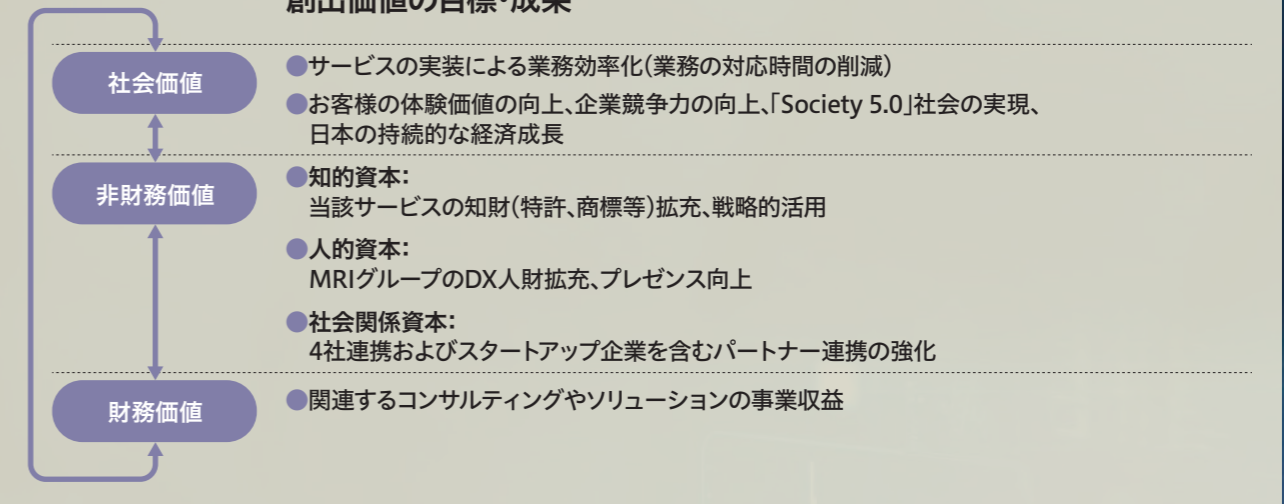 創出価値の目標・成果
社会価値
●サービスの実装による業務効率化(業務の対応時間の削減)
●お客様の体験価値の向上、企業競争力の向上、「Society 5.0」社会の実現、
日本の持続的な経済成長
非財務価値
●知的資本:
当該サービスの知財(特許、商標等)拡充、戦略的活用
●人的資本:
MRIグループのDX人財拡充、プレゼンス向上
●社会関係資本:
4社連携およびスタートアップ企業を含むパートナー連携の強化
財務価値
●関連するコンサルティングやソリューションの事業収益